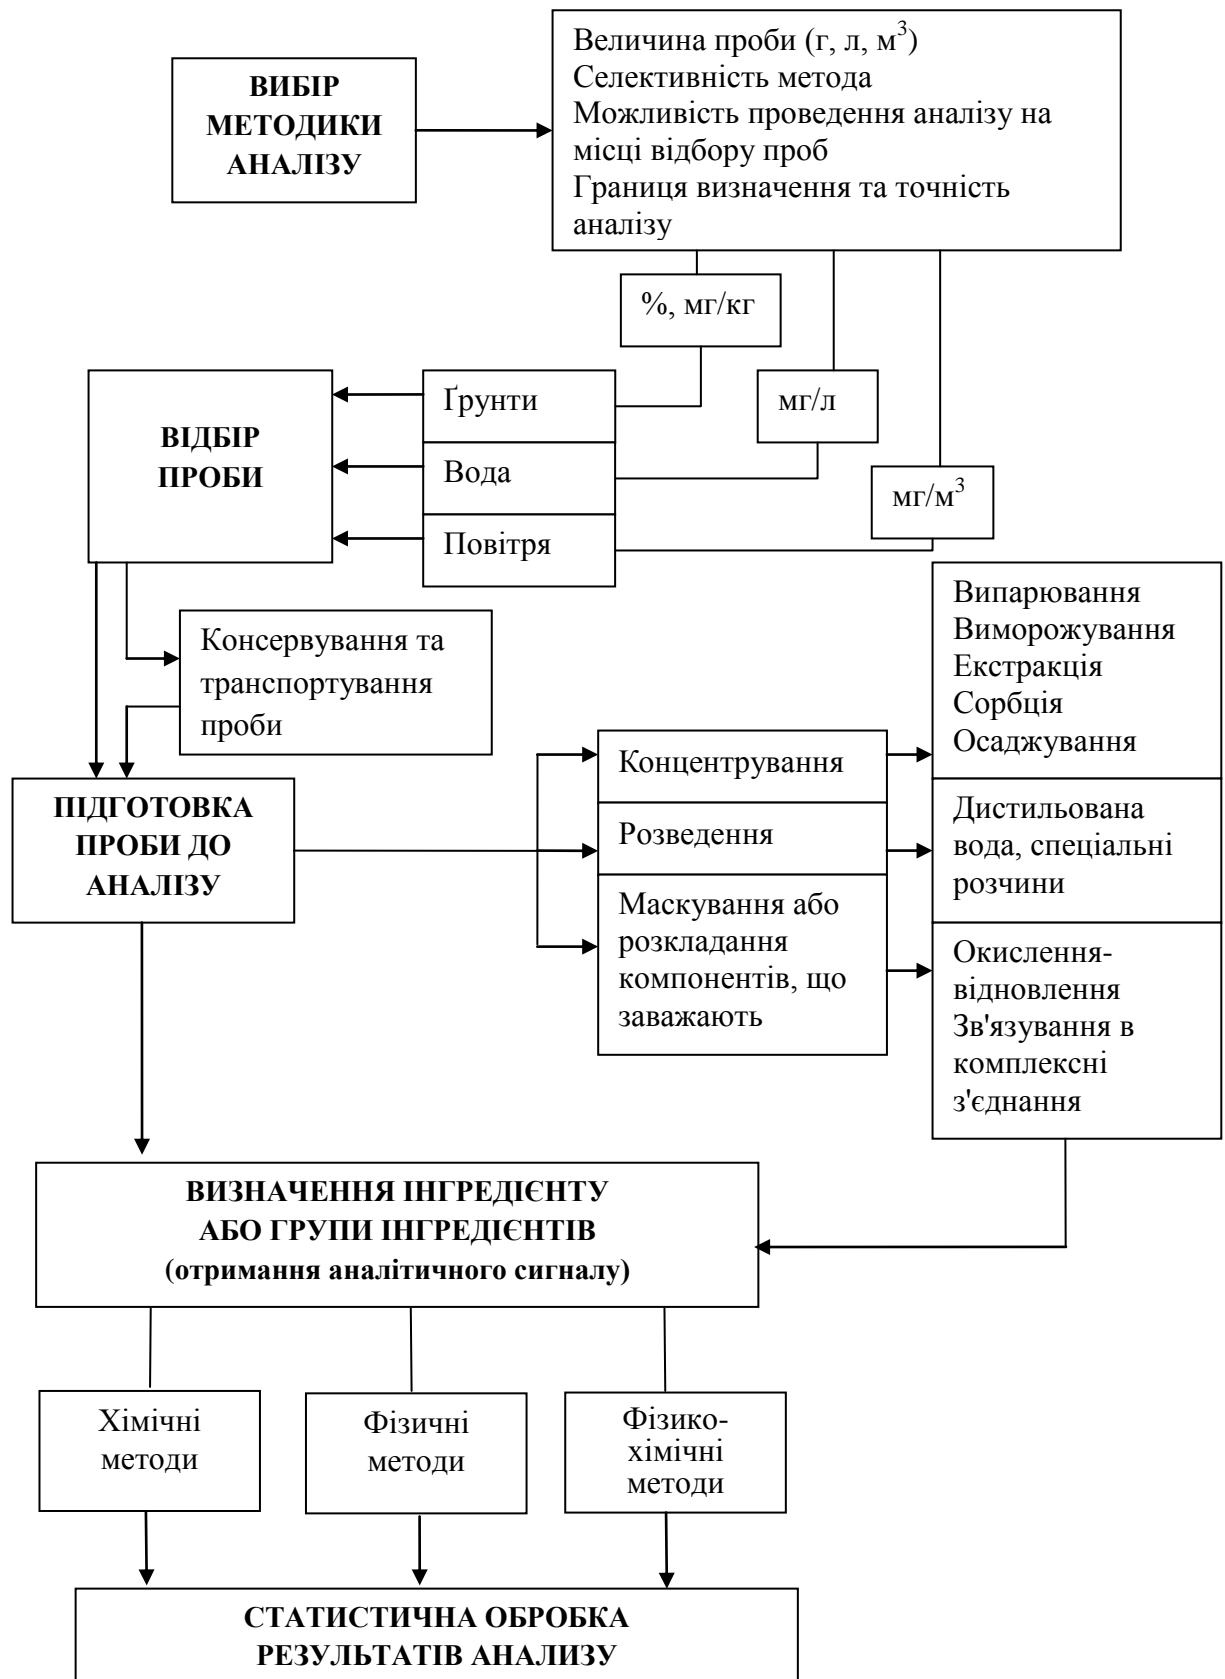 ВИБІР
МЕТОДИКИ
АНАЛІЗУ
Величина проби (г, л, м³)
Селективність метода
Можливість проведення аналізу на
місці відбору проб
Границя визначення та точність
аналізу
%, мг/кг
мг/л
мг/м³
ВІДБІР
ПРОБИ
Ґрунти
Вода
Повітря
Консервування та
транспортування
проби
ПІДГОТОВКА
ПРОБИ ДО
АНАЛІЗУ
Концентрування
Розведення
Маскування або
розкладання
компонентів, що
заважають
Випарювання
Виморожування
Екстракція
Сорбція
Осаджування
Дистильована
вода, спеціальні
розчини
Окислення-
відновлення
Зв'язування в
комплексні
з'єднання
ВИЗНАЧЕННЯ ІНГРЕДІЄНТУ
АБО ГРУПИ ІНГРЕДІЄНТІВ
(отримання аналітичного сигналу)
Хімічні
методи
Фізичні
методи
Фізико-
хімічні
методи
СТАТИСТИЧНА ОБРОБКА
РЕЗУЛЬТАТІВ АНАЛИЗУ